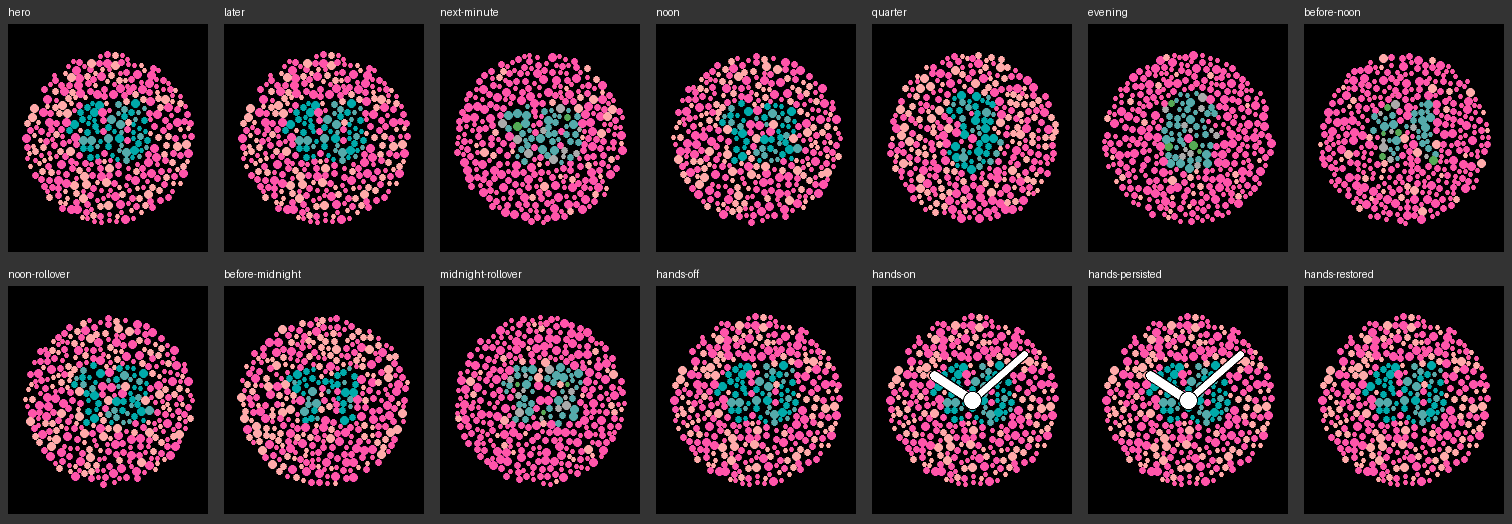 hero later next-minute noon quarter evening before-noon
noon-rollover before-midnight midnight-rollover hands-off hands-on hands-persisted hands-restored